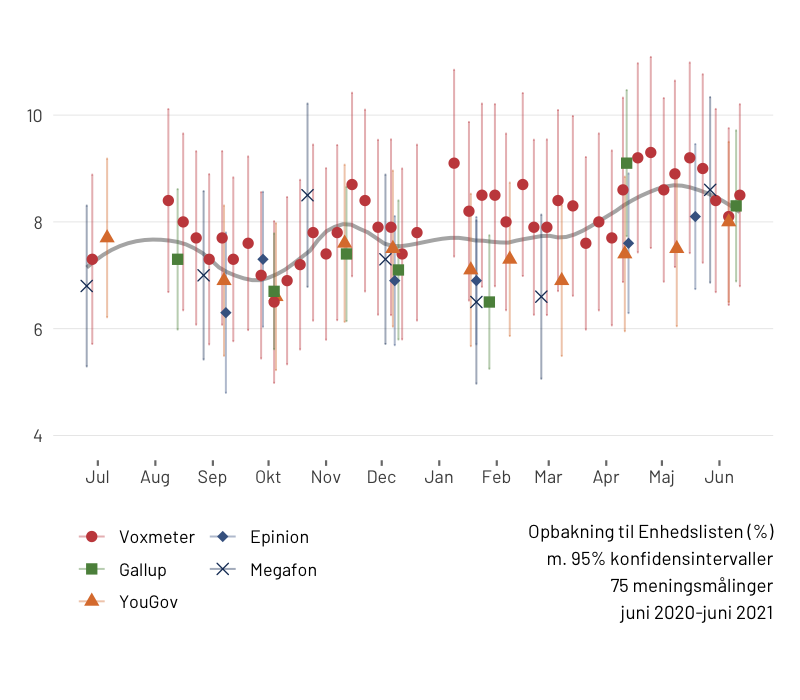 10
8
6
4
Jul Aug Sep Okt Nov Dec Jan Feb Mar Apr Maj Jun
Voxmeter Epinion
Gallup Megafon
YouGov
Opbakning til Enhedslisten (%)
m. 95% konfidensintervaller
75 meningsmålinger
juni 2020-juni 2021